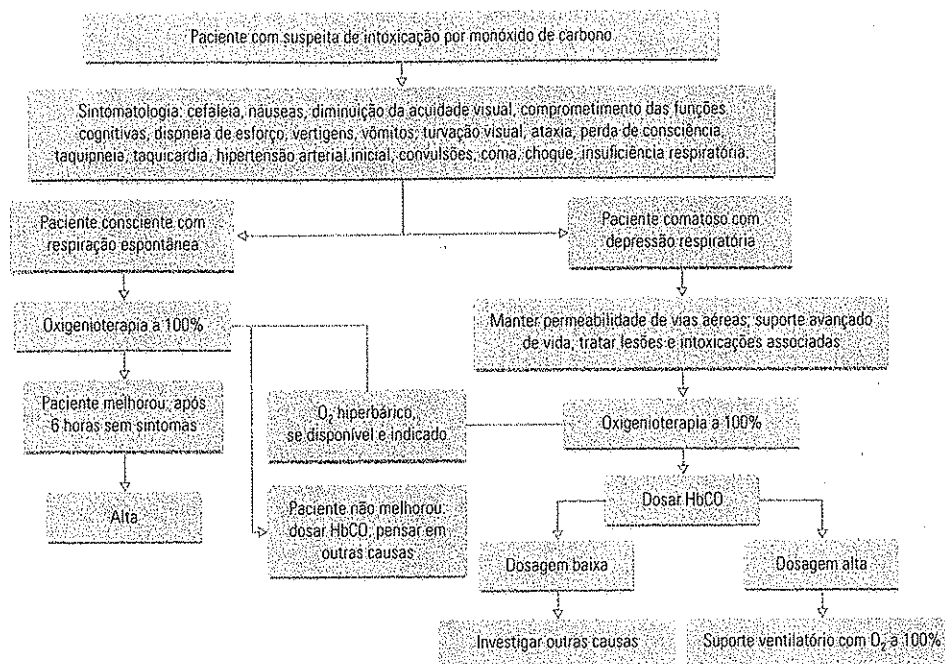 Paciente com suspeita de intoxicação por monóxido de carbono
Sintomatologia: cefaleia, náuseas, diminuição da acuidade visual, comprometimento das funções
cognitivas, dispneia de esforço, vertigens, vômitos, turvação visual, ataxia, perda de consciência,
taquipneia, taquicardia, hipertensão arterial inicial, convulsões, coma, choque, insuficiência respiratória.
Paciente consciente com
respiração espontânea
Paciente comatoso com
depressão respiratória
Oxigenioterapia a 100%
Manter permeabilidade de vias aéreas, suporte avançado
de vida, tratar lesões e intoxicações associadas
Paciente melhorou: após
6 horas sem sintomas
O₂ hiperbárico,
se disponível e indicado
Oxigenioterapia a 100%
Alta
Paciente não melhorou:
dosar HbCO, pensar em
outras causas
Dosar HbCO
Dosagem baixa
Dosagem alta
Investigar outras causas
Suporte ventilatório com O₂ a 100%